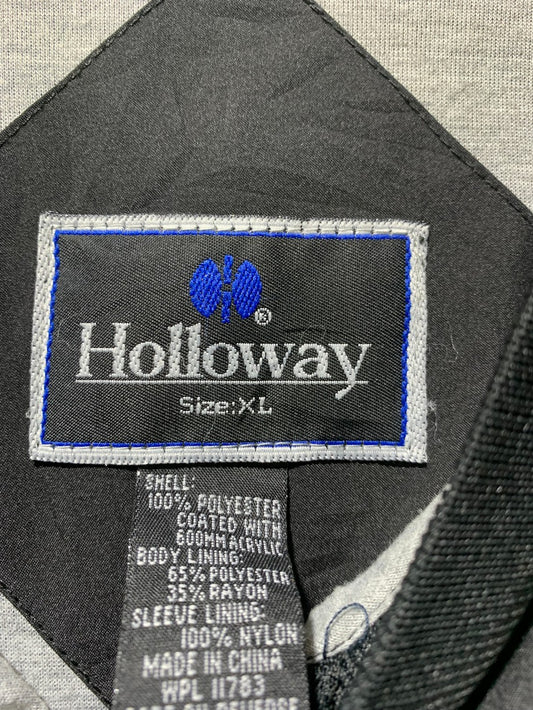 ®
Holloway
Size:XL
SHELL:
100% POLYESTER
COATED WITH
600MM ACRYLIC
BODY LINING:
65% POLYESTER
35% RAYON
SLEEVE LINING:
100% NYLON
MADE IN CHINA
WPL 11783